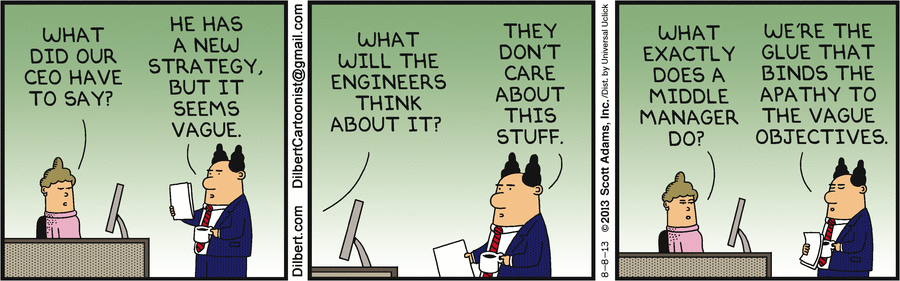 WHAT
DID OUR
CEO HAVE
TO SAY?
HE HAS
A NEW
STRATEGY,
BUT IT
SEEMS
VAGUE.
Dilbert.com DilbertCartoonist@gmail.com
WHAT
WILL THE
ENGINEERS
THINK
ABOUT IT?
THEY
DON'T
CARE
ABOUT
THIS
STUFF.
8-8-13 ©2013 Scott Adams, Inc. /Dist. by Universal Uclick
WHAT
EXACTLY
DOES A
MIDDLE
MANAGER
DO?
WE'RE THE
GLUE THAT
BINDS THE
APATHY TO
THE VAGUE
OBJECTIVES.